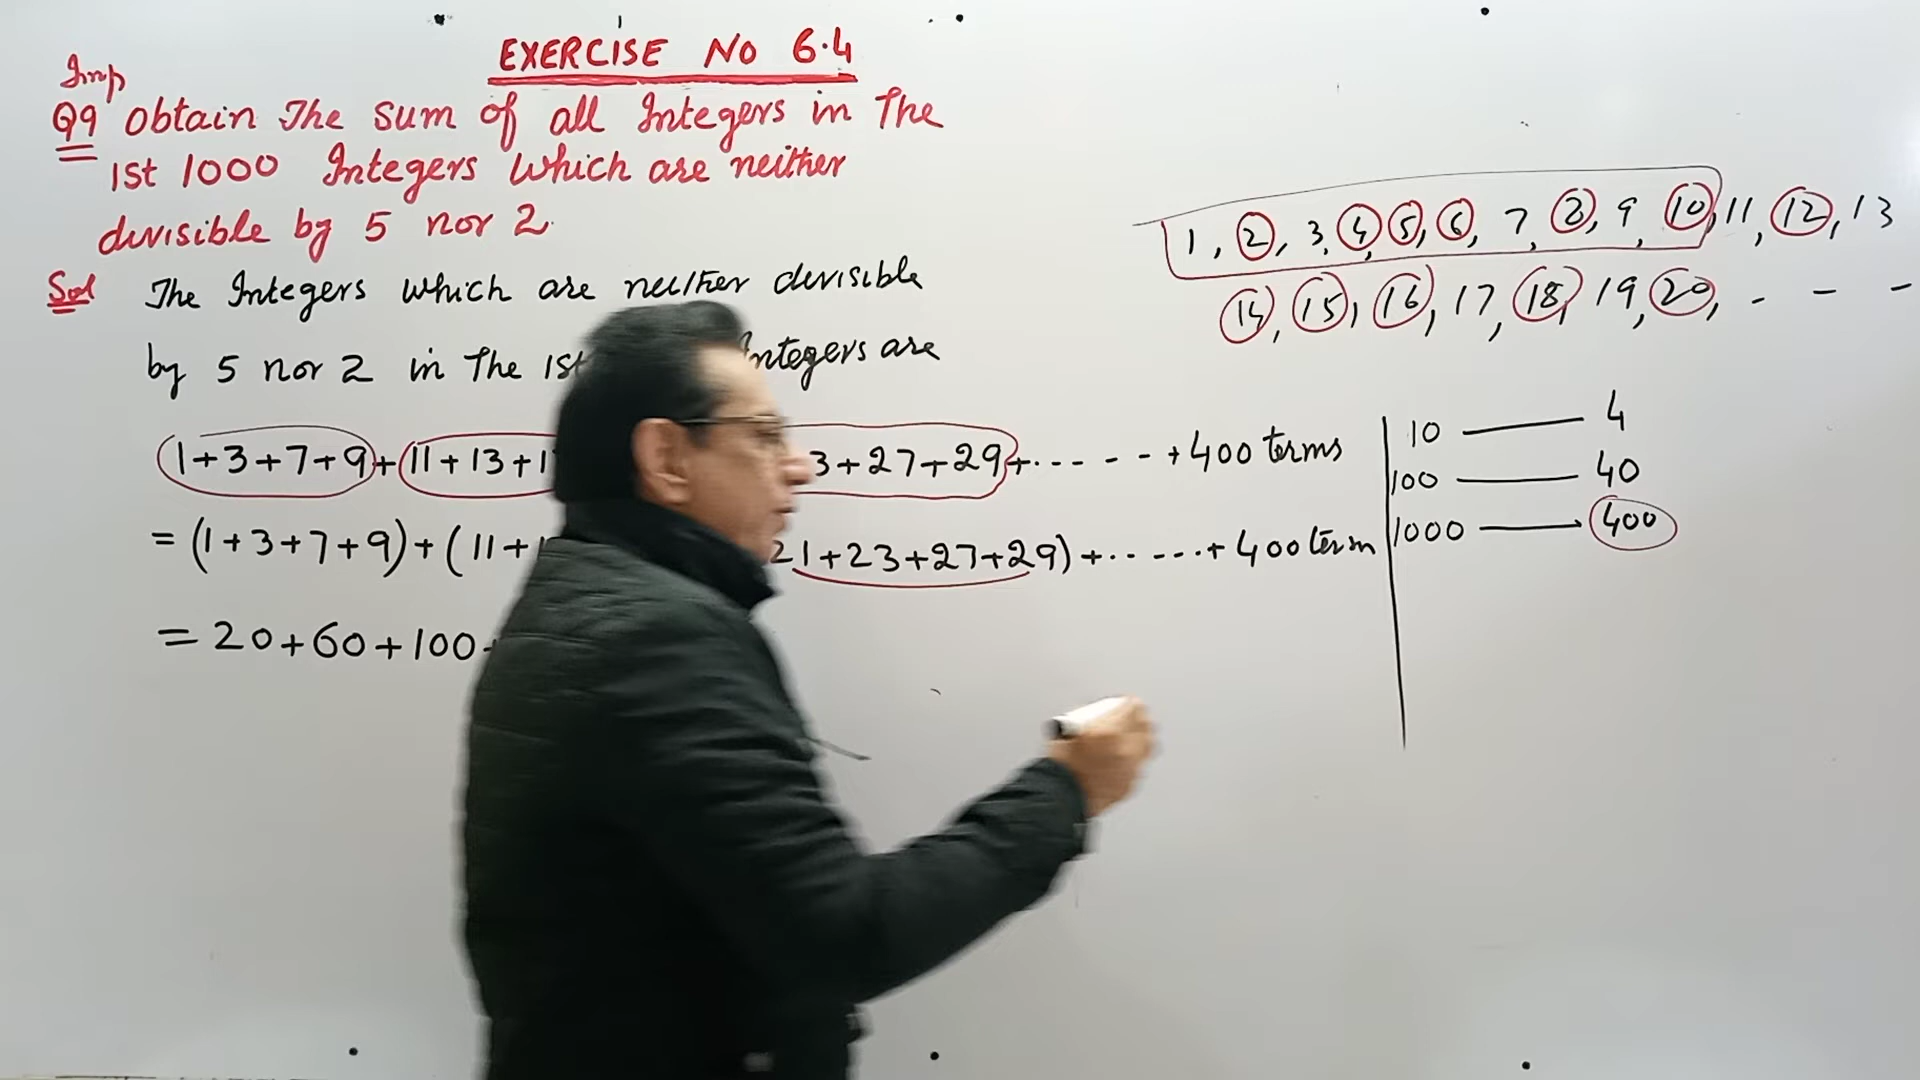 EXERCISE NO 6.4
Imp
Q9 obtain The Sum of all Integers in The
1st 1000 Integers Which are neither
divisible by 5 nor 2.
Sol The Integers which are neither devisible
by 5 nor 2 in The 1st Integers are
(1+3+7+9)+(11+13+1 3+27+29)+.---+400 terms
=(1+3+7+9)+(11+ 21+23+27+29)+.....+400 term
=20+60+100
1, 2, 3, 4, 5, 6, 7, 8, 9, 10, 11, 12, 13
14, 15, 16, 17, 18, 19, 20, - - -
10 — 4
100 — 40
1000 → 400